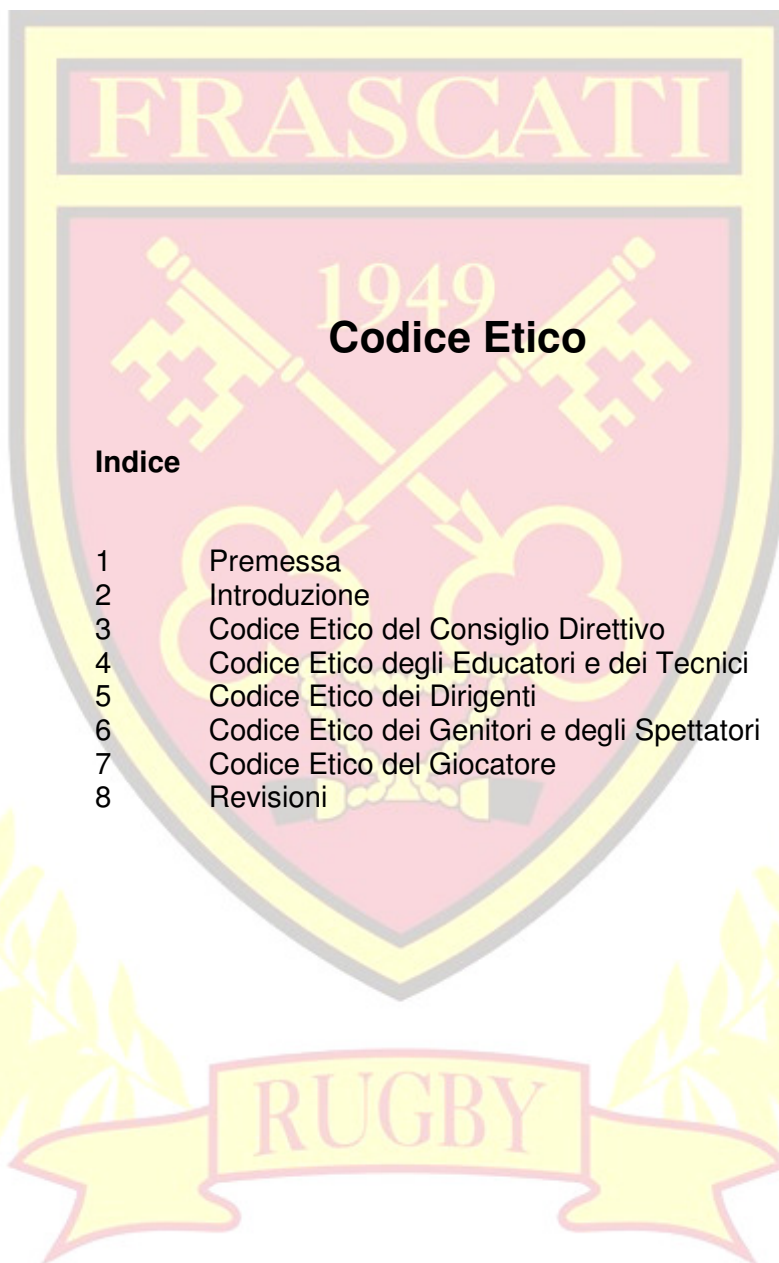 FRASCATI
1949
Codice Etico
Indice
1 Premessa
2 Introduzione
3 Codice Etico del Consiglio Direttivo
4 Codice Etico degli Educatori e dei Tecnici
5 Codice Etico dei Dirigenti
6 Codice Etico dei Genitori e degli Spettatori
7 Codice Etico del Giocatore
8 Revisioni
RUGBY